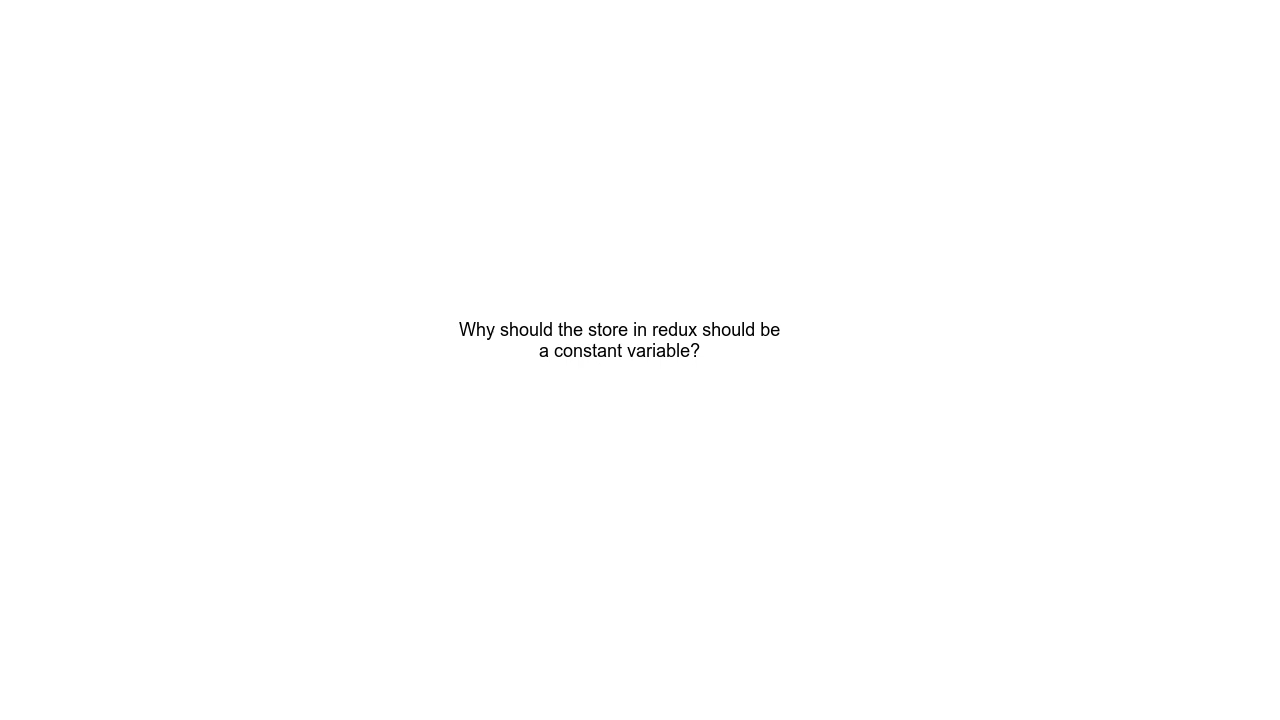 Why should the store in redux should be
a constant variable?